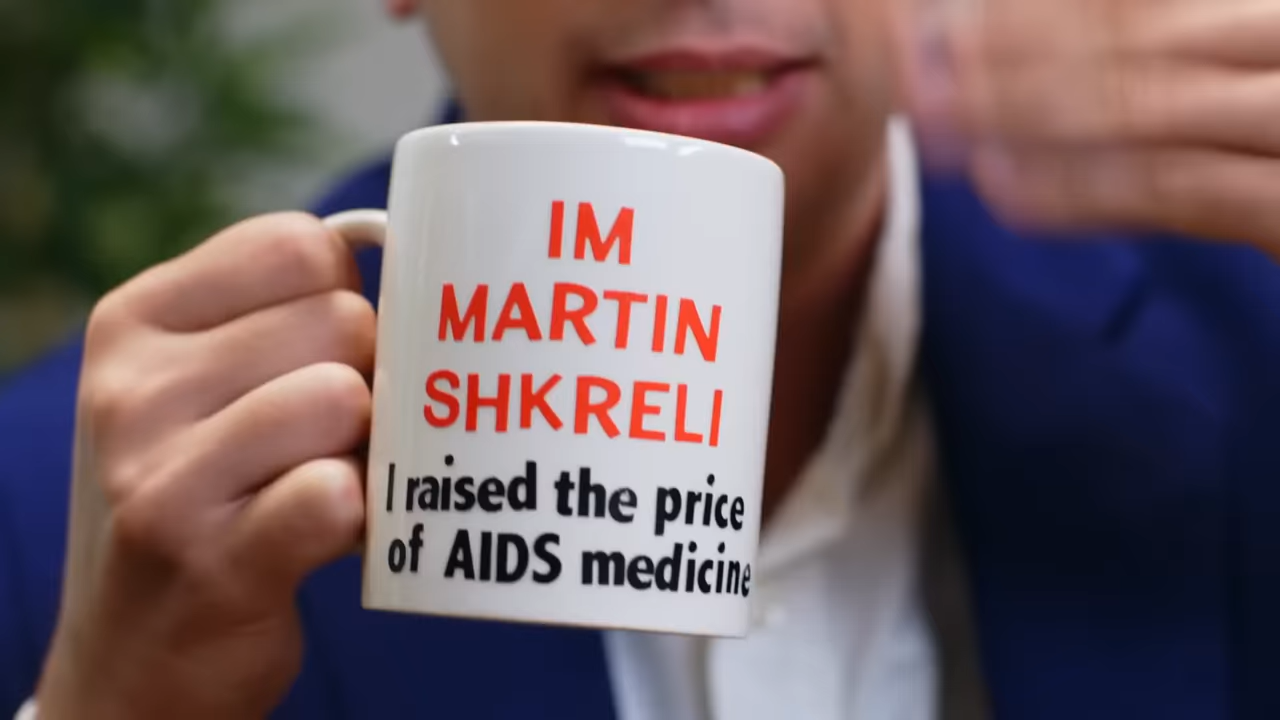 IM
MARTIN
SHKRELI
I raised the price
of AIDS medicine